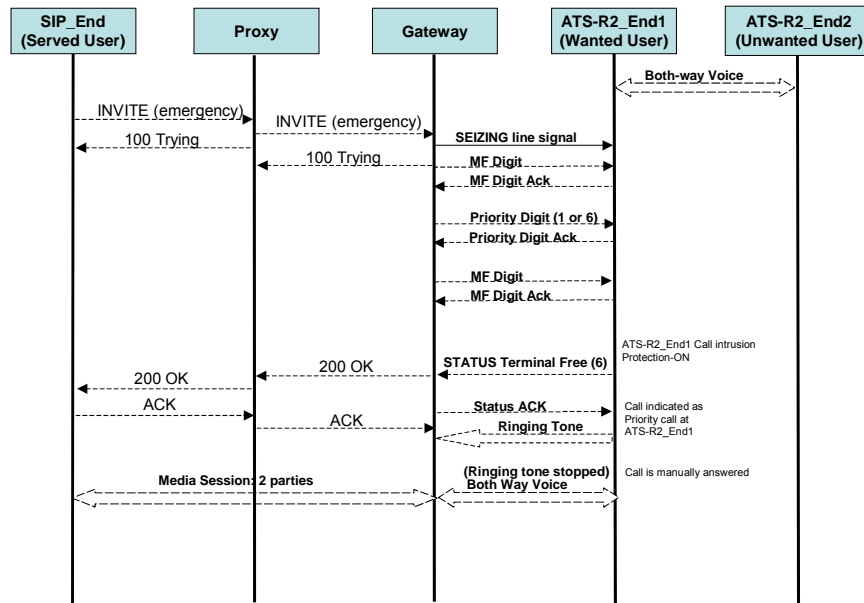 SIP_End
(Served User)
Proxy
Gateway
ATS-R2_End1
(Wanted User)
ATS-R2_End2
(Unwanted User)
Both-way Voice
INVITE (emergency)
INVITE (emergency)
100 Trying
SEIZING line signal
100 Trying
MF Digit
MF Digit Ack
Priority Digit (1 or 6)
Priority Digit Ack
MF Digit
MF Digit Ack
ATS-R2_End1 Call intrusion
Protection-ON
STATUS Terminal Free (6)
200 OK
200 OK
ACK
Status ACK
Call indicated as
Priority call at
ATS-R2_End1
ACK
Ringing Tone
(Ringing tone stopped)
Call is manually answered
Media Session: 2 parties
Both Way Voice